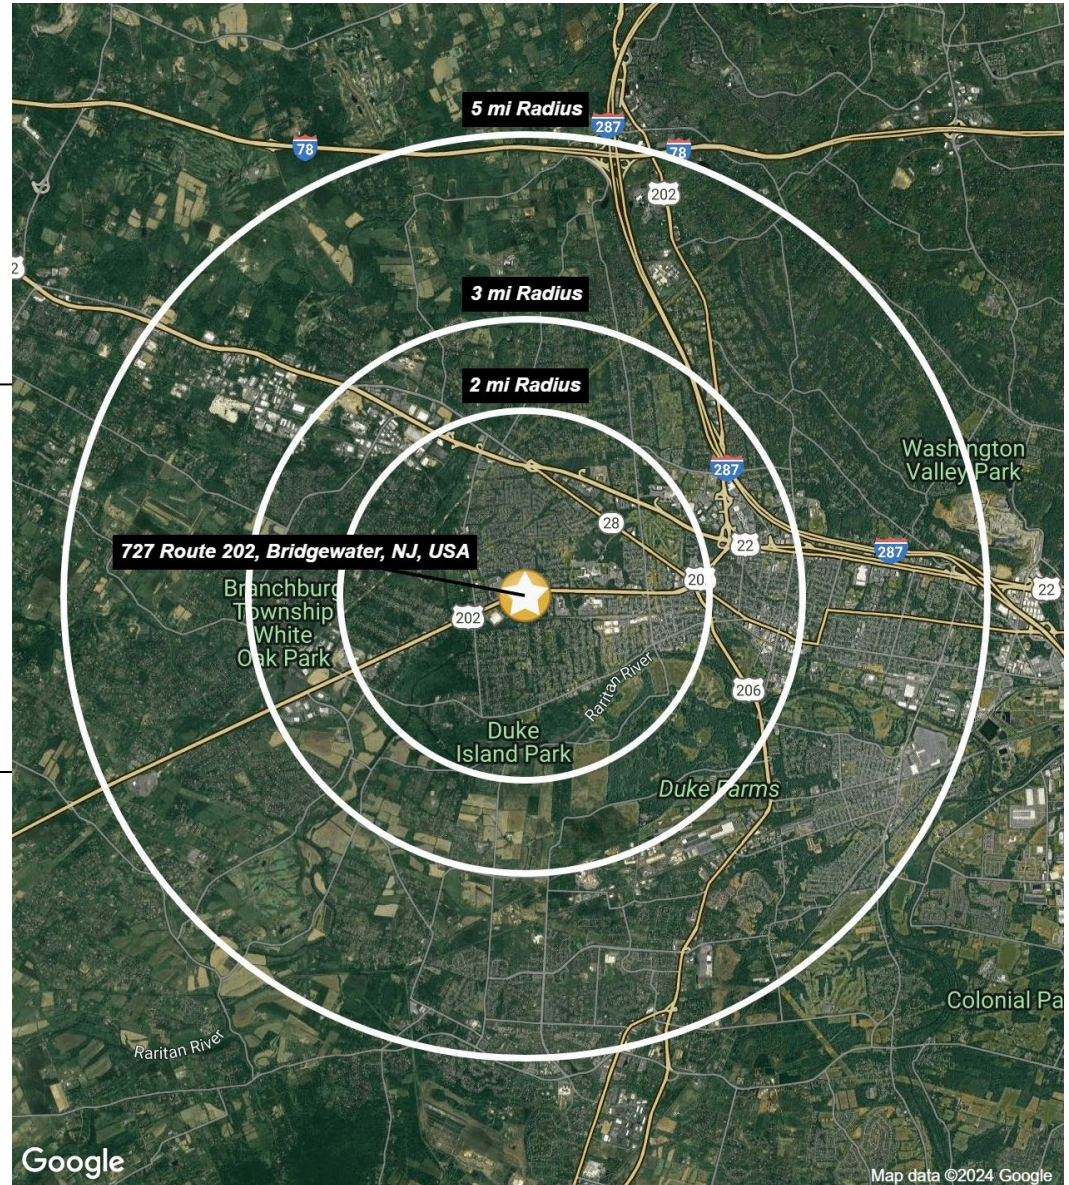 5 mi Radius
287
78
78
202
2
3 mi Radius
2 mi Radius
Washington
Valley Park
287
28
22
287
727 Route 202, Bridgewater, NJ, USA
20
22
Branchburg
Township
White
Oak Park
202
Raritan River
206
Duke
Island Park
Duke Farms
Colonial Pa
Raritan River
Google
Map data ©2024 Google